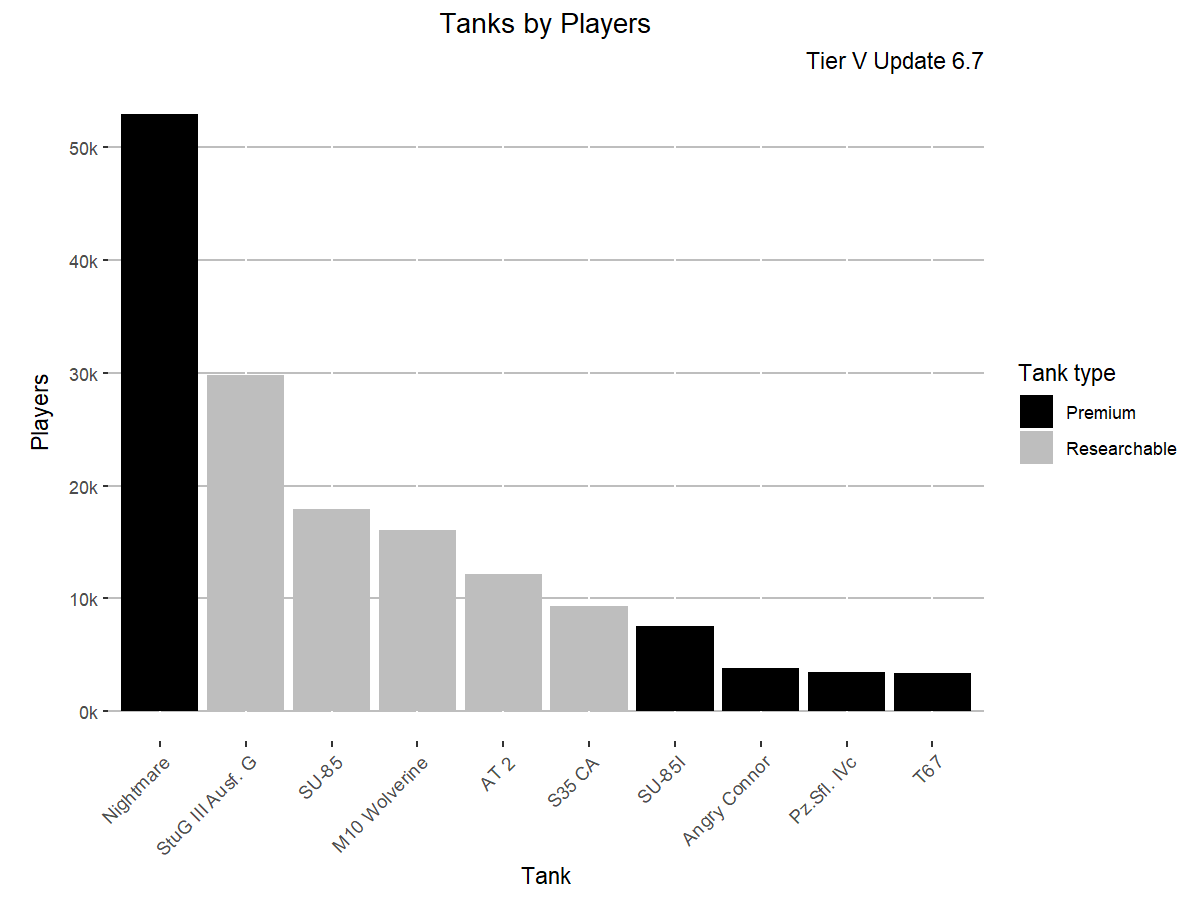 Tanks by Players
Tier V Update 6.7
Players
50k
40k
30k
20k
10k
0k
Nightmare
StuG III Ausf. G
SU-85
M10 Wolverine
AT 2
S35 CA
SU-85I
Angry Connor
Pz.Sfl. IVc
T67
Tank
Tank type
Premium
Researchable